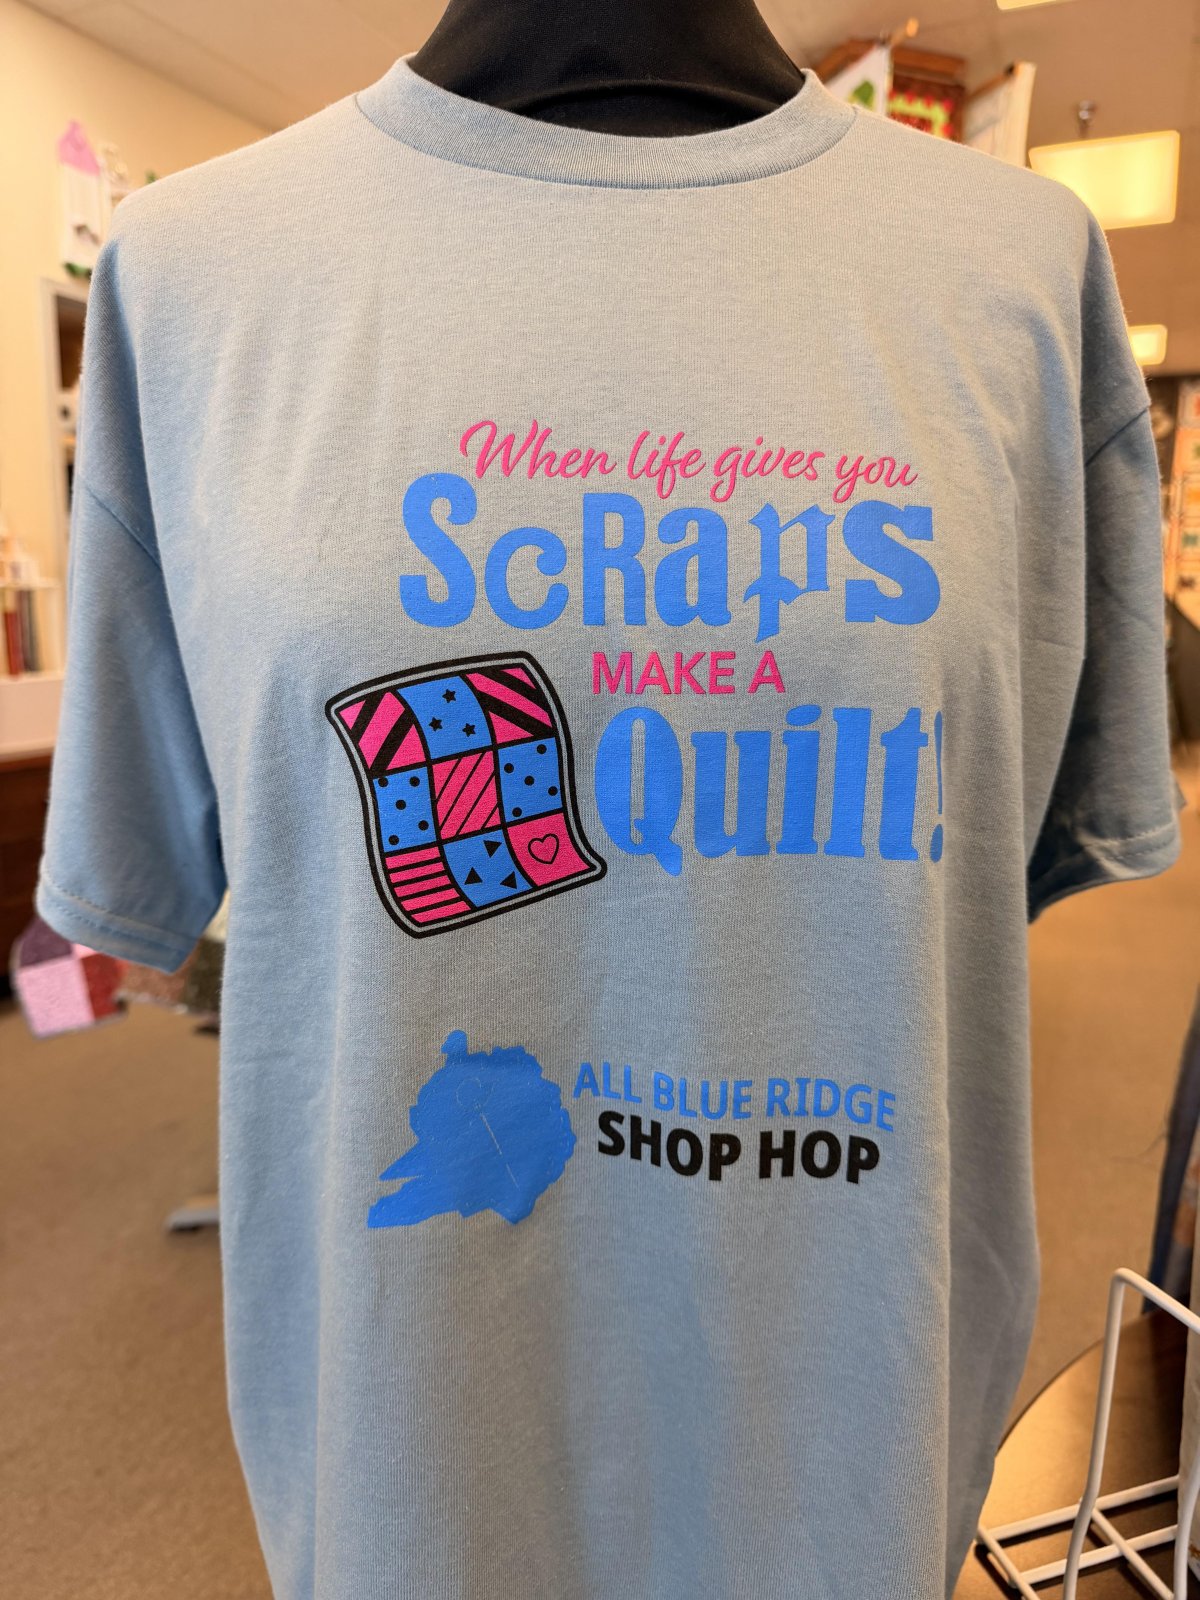 When life gives you
ScRaps
MAKE A
Quilt!
ALL BLUE RIDGE
SHOP HOP